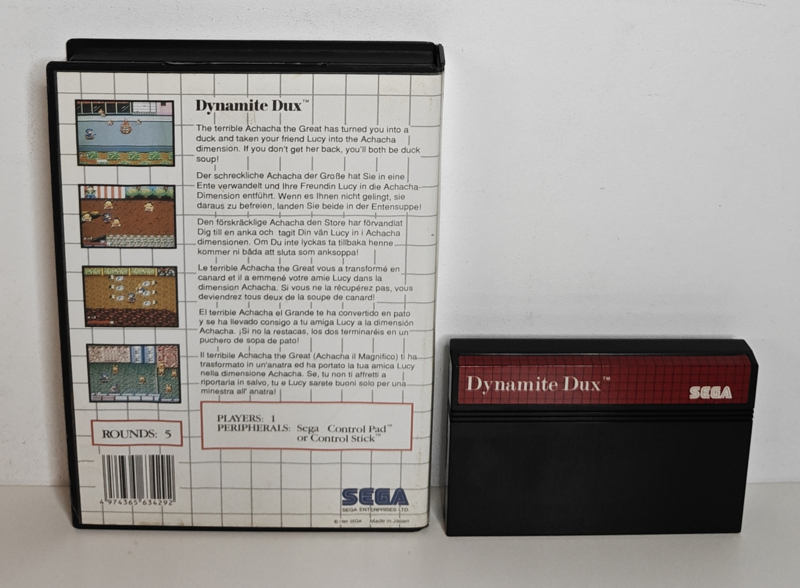 Dynamite Dux™
The terrible Achacha the Great has turned you into a
duck and taken your friend Lucy into the Achacha
dimension. If you don't get her back, you'll both be duck
soup!
Der schreckliche Achacha der Große hat Sie in eine
Ente verwandelt und Ihre Freundin Lucy in die Achacha-
Dimension entführt. Wenn es Ihnen nicht gelingt, sie
daraus zu befreien, landen Sie beide in der Entensuppe!
Den förskräcklige Achacha den Store har förvandlat
Dig till en anka och tagit Din vän Lucy in i Achacha
dimensionen. Om Du inte lyckas ta tillbaka henne
kommer ni båda att sluta som anksoppa!
Le terrible Achacha the Great vous a transformé en
canard et il a emmené votre amie Lucy dans la
dimension Achacha. Si vous ne la récupérez pas, vous
deviendrez tous deux de la soupe de canard!
El terrible Achacha el Grande te ha convertido en pato
y se ha llevado consigo a tu amiga Lucy a la dimensión
Achacha. ¡Si no la restacas, los dos terminaréis en un
puchero de sopa de pato!
Il terribile Achacha the Great (Achacha il Magnifico) ti ha
trasformato in un'anatra ed ha portato la tua amica Lucy
nella dimensione Achacha. Se, tu non ti affretti a
riportarla in salvo, tu e Lucy sarete buoni solo per una
minestra all' anatra!
PLAYERS: 1
PERIPHERALS: Sega Control Pad™
or Control Stick™
ROUNDS: 5
4 974365 634292
SEGA
SEGA ENTERPRISES LTD.
SEGA Made in Japan
Dynamite Dux™
SEGA